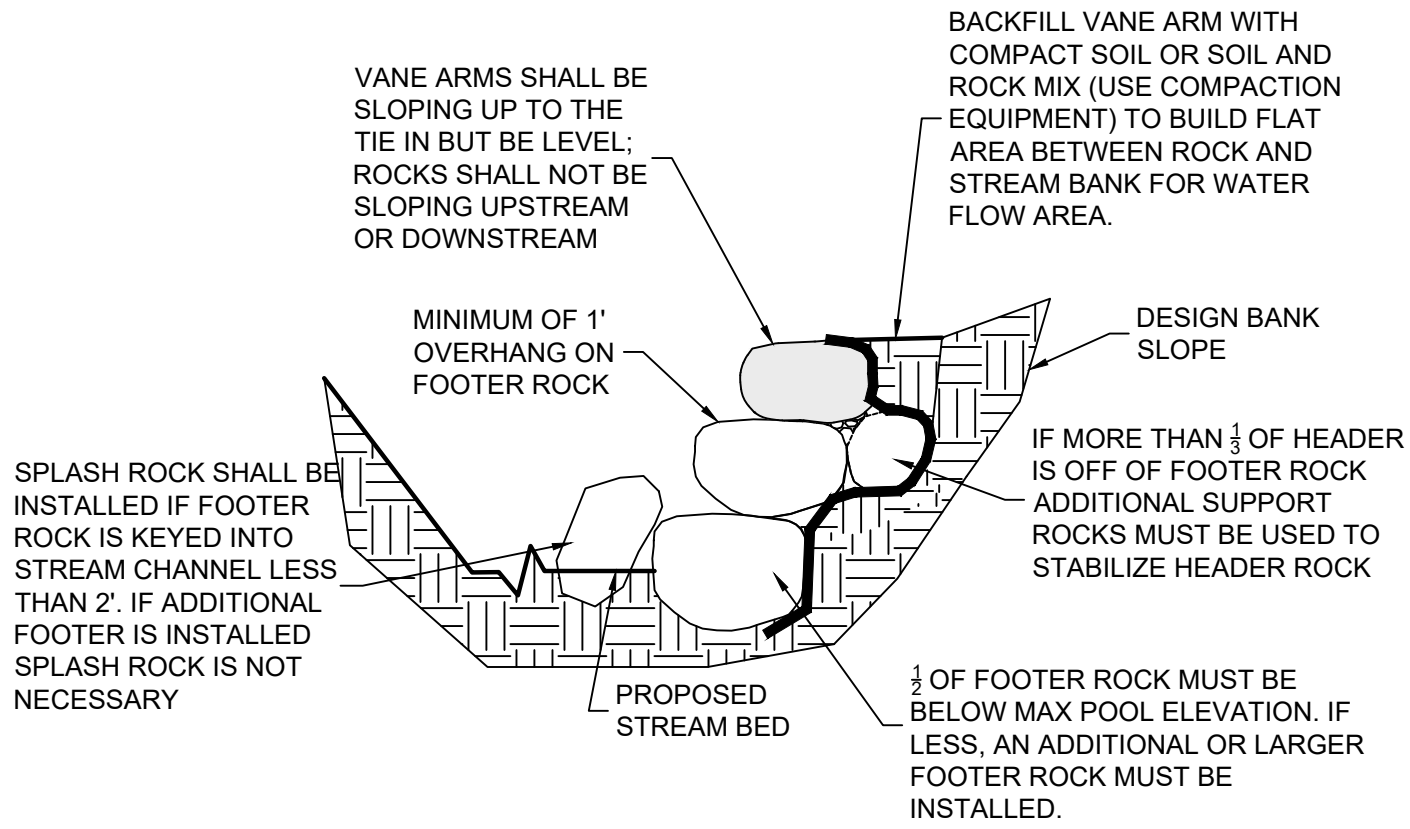 BACKFILL VANE ARM WITH
COMPACT SOIL OR SOIL AND
ROCK MIX (USE COMPACTION
EQUIPMENT) TO BUILD FLAT
AREA BETWEEN ROCK AND
STREAM BANK FOR WATER
FLOW AREA.
VANE ARMS SHALL BE
SLOPING UP TO THE
TIE IN BUT BE LEVEL;
ROCKS SHALL NOT BE
SLOPING UPSTREAM
OR DOWNSTREAM
MINIMUM OF 1'
OVERHANG ON
FOOTER ROCK
DESIGN BANK
SLOPE
IF MORE THAN 1/3 OF HEADER
IS OFF OF FOOTER ROCK
ADDITIONAL SUPPORT
ROCKS MUST BE USED TO
STABILIZE HEADER ROCK
SPLASH ROCK SHALL BE
INSTALLED IF FOOTER
ROCK IS KEYED INTO
STREAM CHANNEL LESS
THAN 2'. IF ADDITIONAL
FOOTER IS INSTALLED
SPLASH ROCK IS NOT
NECESSARY
PROPOSED
STREAM BED
1/2 OF FOOTER ROCK MUST BE
BELOW MAX POOL ELEVATION. IF
LESS, AN ADDITIONAL OR LARGER
FOOTER ROCK MUST BE
INSTALLED.